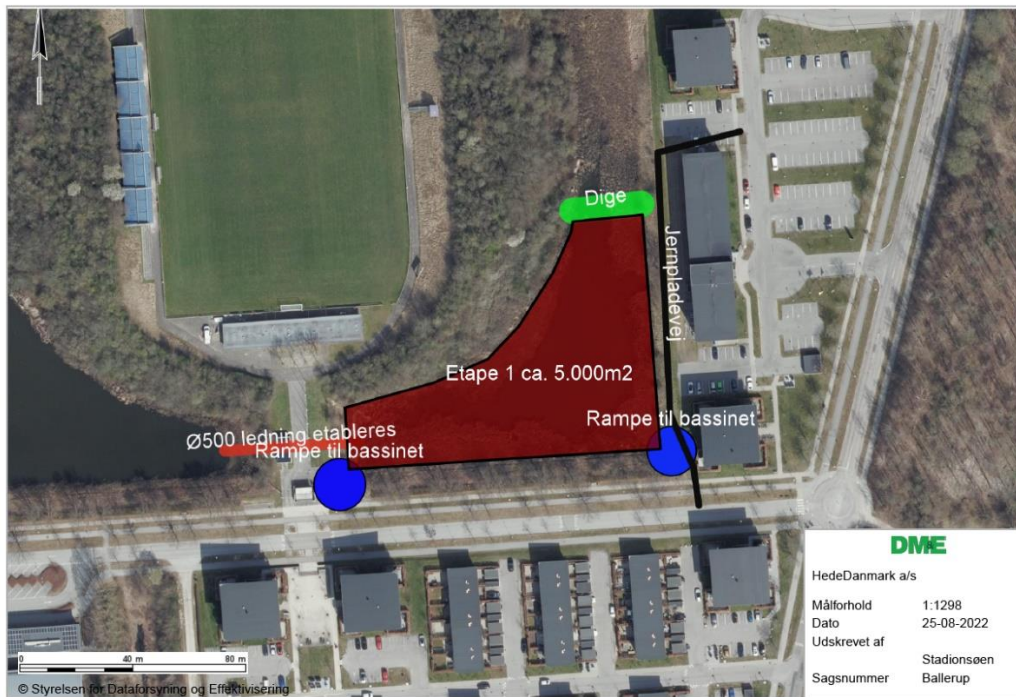 Dige
Jernpladevej
Etape 1 ca. 5.000m2
Rampe til bassinet
Ø500 ledning etableres
Rampe til bassinet
DME
HedeDanmark a/s
Målforhold 1:1298
Dato 25-08-2022
Udskrevet af
Stadionsøen
Sagsnummer Ballerup
0 40 m 80 m
© Styrelsen for Dataforsyning og Effektivisering